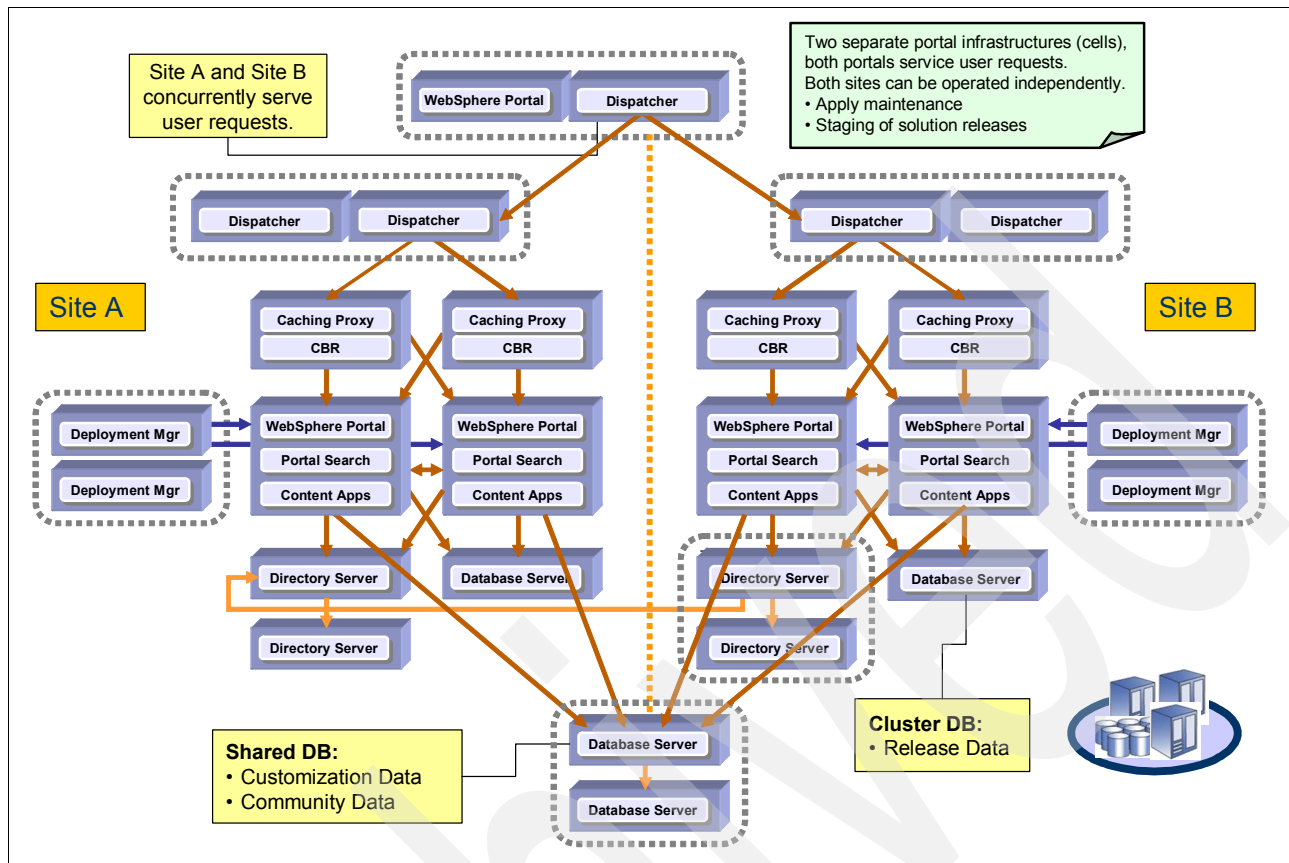 Two separate portal infrastructures (cells),
both portals service user requests.
Both sites can be operated independently.
• Apply maintenance
• Staging of solution releases
Site A and Site B
concurrently serve
user requests.
WebSphere Portal
Dispatcher
Dispatcher
Dispatcher
Dispatcher
Dispatcher
Site A
Site B
Caching Proxy
CBR
Caching Proxy
CBR
Caching Proxy
CBR
Caching Proxy
CBR
Deployment Mgr
Deployment Mgr
WebSphere Portal
Portal Search
Content Apps
WebSphere Portal
Portal Search
Content Apps
WebSphere Portal
Portal Search
Content Apps
WebSphere Portal
Portal Search
Content Apps
Deployment Mgr
Deployment Mgr
Directory Server
Database Server
Directory Server
Database Server
Directory Server
Directory Server
Shared DB:
• Customization Data
• Community Data
Database Server
Database Server
Cluster DB:
• Release Data